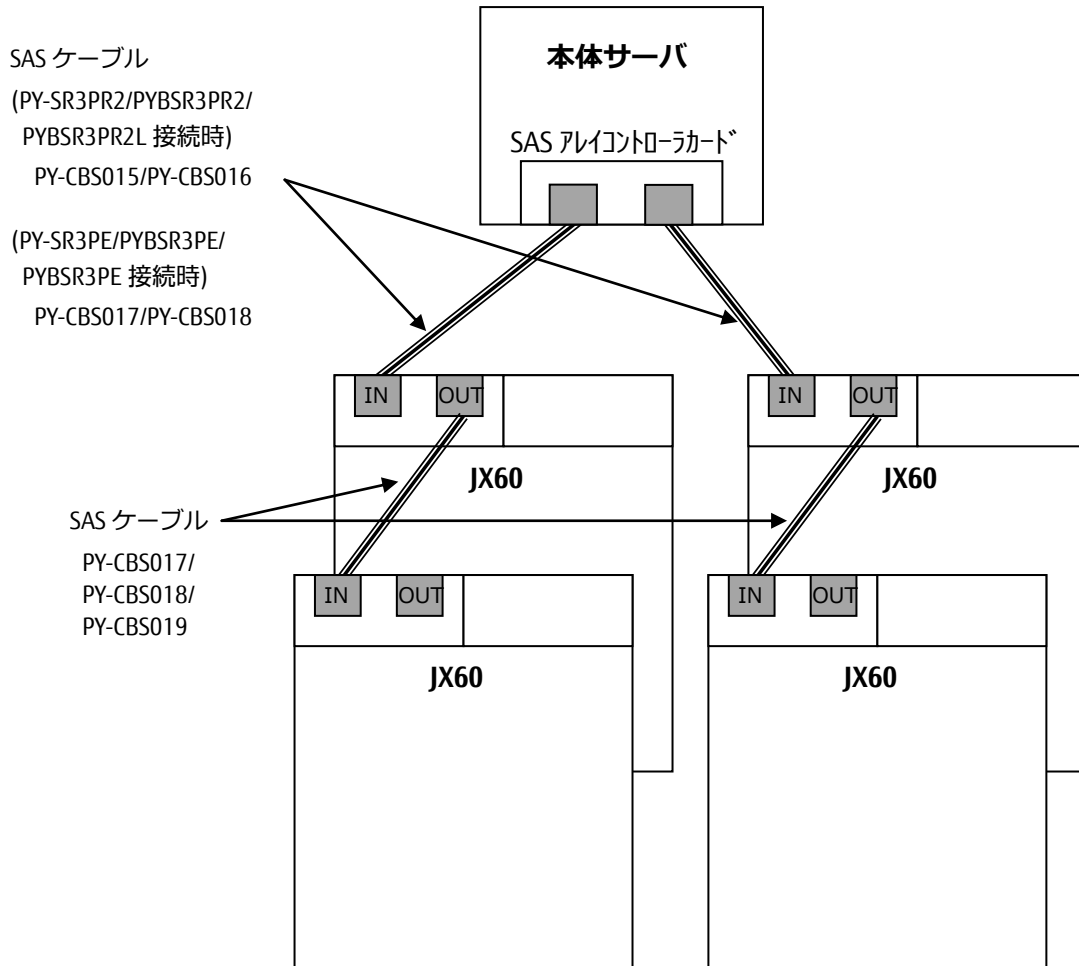 本体サーバ
SAS アレイコントローラカード
SAS ケーブル
(PY-SR3PR2/PYBSR3PR2/
PYBSR3PR2L 接続時)
PY-CBS015/PY-CBS016
(PY-SR3PE/PYBSR3PE/
PYBSR3PE 接続時)
PY-CBS017/PY-CBS018
IN OUT
JX60
IN OUT
JX60
SAS ケーブル
PY-CBS017/
PY-CBS018/
PY-CBS019
IN OUT
JX60
IN OUT
JX60